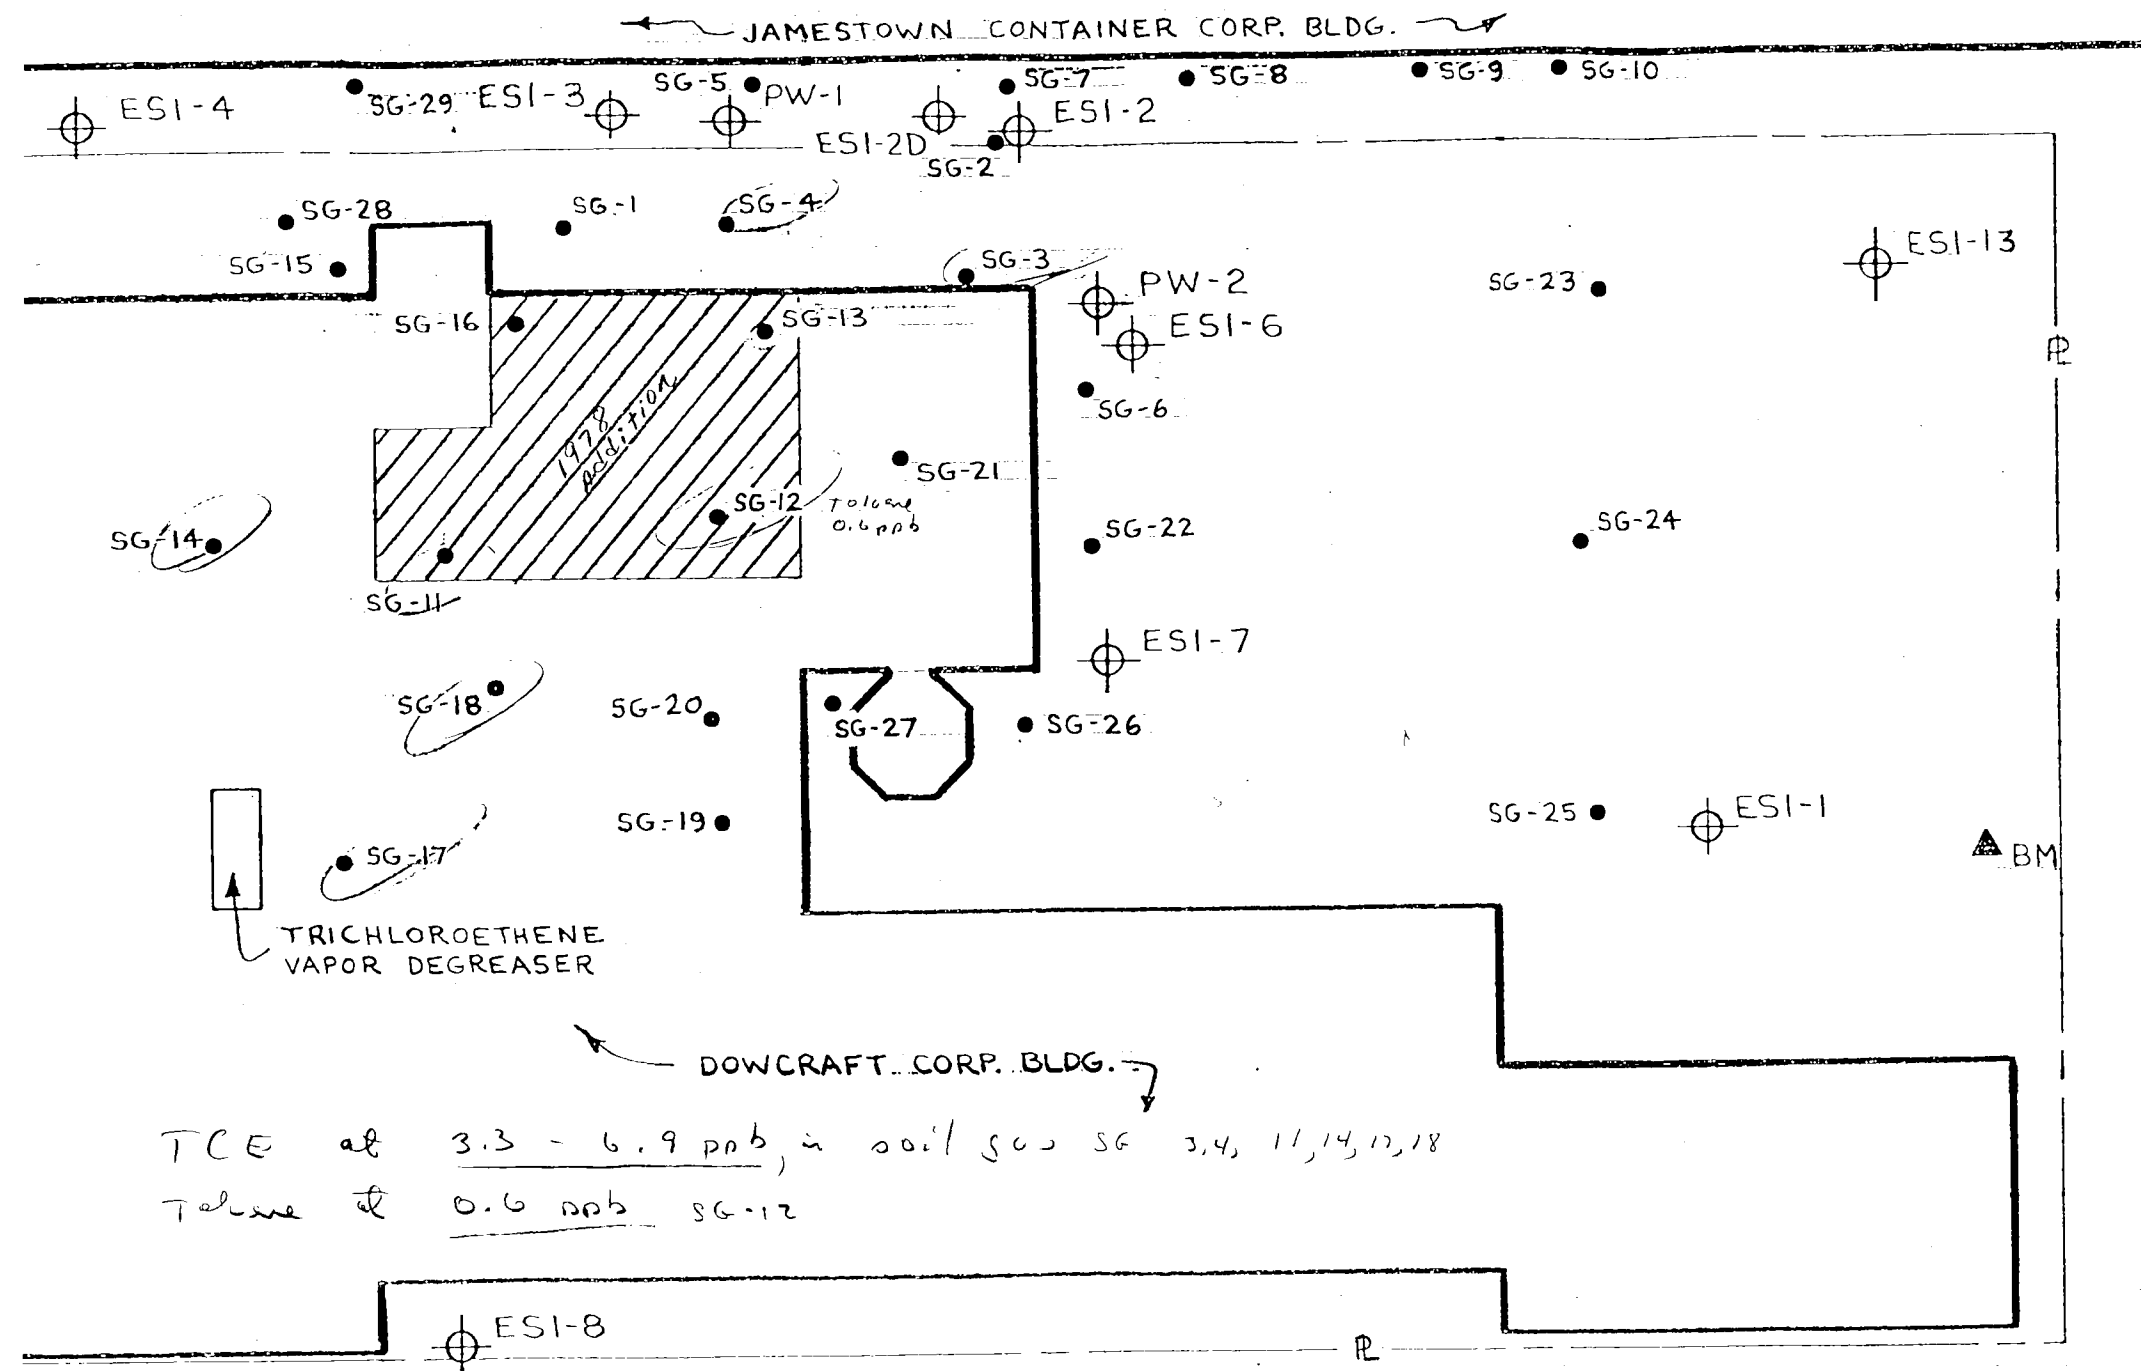 JAMESTOWN CONTAINER CORP. BLDG.
ESI-4
SG-29
ESI-3
SG-5
PW-1
SG-7
ESI-2
SG-8
SG-9
SG-10
ESI-2D
SG-2
SG-28
SG-1
SG-4
SG-15
SG-3
PW-2
SG-23
ESI-13
SG-16
SG-13
ESI-6
PL
SG-6
1978
addition
SG-21
SG-12
Toluene
0.6 ppb
SG-14
SG-22
SG-24
SG-11
ESI-7
SG-18
SG-20
SG-27
SG-26
SG-19
SG-25
ESI-1
BM
SG-17
TRICHLOROETHENE
VAPOR DEGREASER
DOWCRAFT CORP. BLDG.
TCE at 3.3 - 6.9 ppb, in soil gas SG 3,4, 11,14,17,18
Toluene at 0.6 ppb SG-12
ESI-8
PL